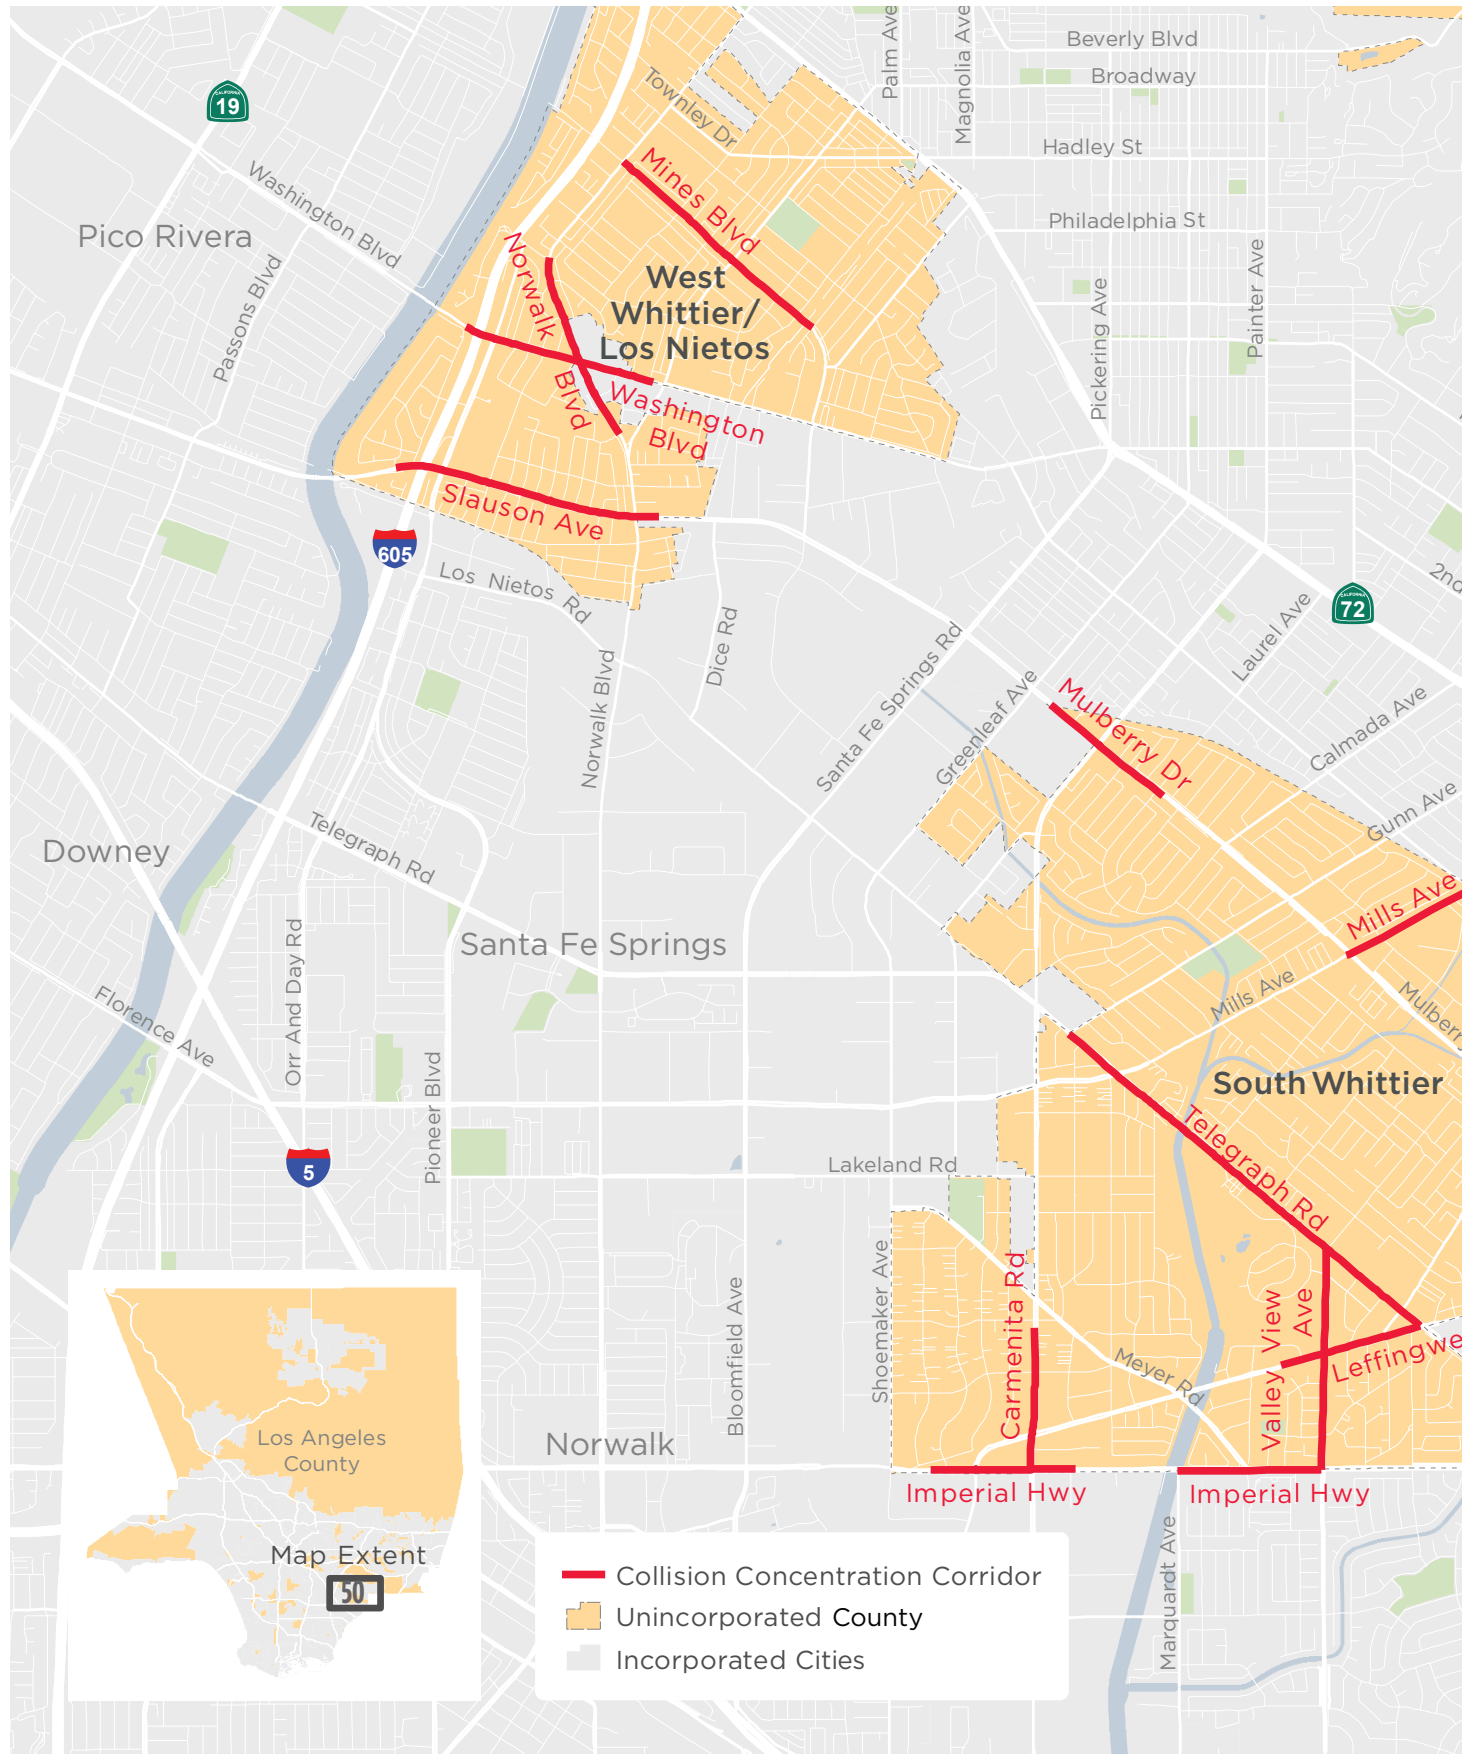 Beverly Blvd
Palm Ave
Magnolia Ave
Broadway
CALIFORNIA
19
Townley Dr
Hadley St
Mines Blvd
Washington Blvd
Philadelphia St
Pico Rivera
Norwalk
Blvd
West
Whittier/
Los Nietos
Passons Blvd
Pickering Ave
Painter Ave
Washington
Blvd
Slauson Ave
605
Los Nietos Rd
2nd
CALIFORNIA
72
Laurel Ave
Dice Rd
Norwalk Blvd
Santa Fe Springs Rd
Greenleaf Ave
Mulberry Dr
Calmada Ave
Gunn Ave
Telegraph Rd
Downey
Mills Ave
Santa Fe Springs
Orr And Day Rd
Florence Ave
Mills Ave
Mulberry
Pioneer Blvd
South Whittier
Telegraph Rd
5
Lakeland Rd
Shoemaker Ave
Carmenita Rd
Bloomfield Ave
Valley View
Ave
Leffingwe
Meyer Rd
Norwalk
Imperial Hwy
Imperial Hwy
Marquardt Ave
Los Angeles
County
Map Extent
50
Collision Concentration Corridor
Unincorporated County
Incorporated Cities